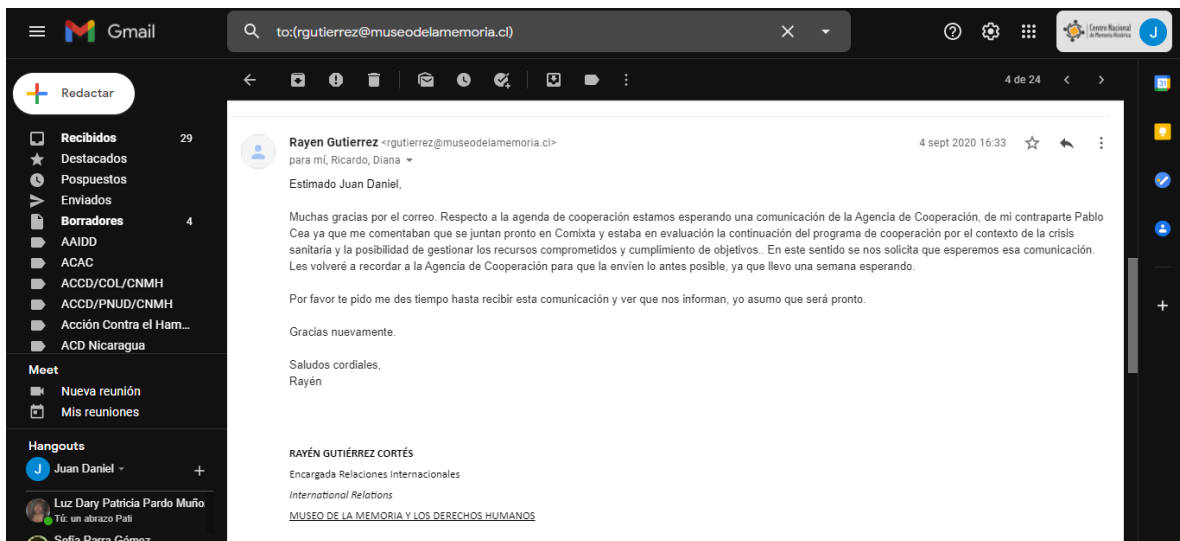 Gmail
to:(rgutierrez@museodelamemoria.cl)
Centro Nacional
de Memoria Histórica
J
Redactar
4 de 24
31
Recibidos 29
Destacados
Pospuestos
Enviados
Borradores 4
AAIDD
ACAC
ACCD/COL/CNMH
ACCD/PNUD/CNMH
Acción Contra el Ham...
ACD Nicaragua
Meet
Nueva reunión
Mis reuniones
Hangouts
J Juan Daniel
Luz Dary Patricia Pardo Muño
Tú: un abrazo Pati
Sofía Parra Gómez
Rayen Gutierrez <rgutierrez@museodelamemoria.cl>
4 sept 2020 16:33
para mí, Ricardo, Diana
Estimado Juan Daniel,
Muchas gracias por el correo. Respecto a la agenda de cooperación estamos esperando una comunicación de la Agencia de Cooperación, de mi contraparte Pablo
Cea ya que me comentaban que se juntan pronto en Comixta y estaba en evaluación la continuación del programa de cooperación por el contexto de la crisis
sanitaria y la posibilidad de gestionar los recursos comprometidos y cumplimiento de objetivos.. En este sentido se nos solicita que esperemos esa comunicación.
Les volveré a recordar a la Agencia de Cooperación para que la envíen lo antes posible, ya que llevo una semana esperando.
Por favor te pido me des tiempo hasta recibir esta comunicación y ver que nos informan, yo asumo que será pronto.
Gracias nuevamente.
Saludos cordiales,
Rayén
RAYÉN GUTIÉRREZ CORTÉS
Encargada Relaciones Internacionales
International Relations
MUSEO DE LA MEMORIA Y LOS DERECHOS HUMANOS